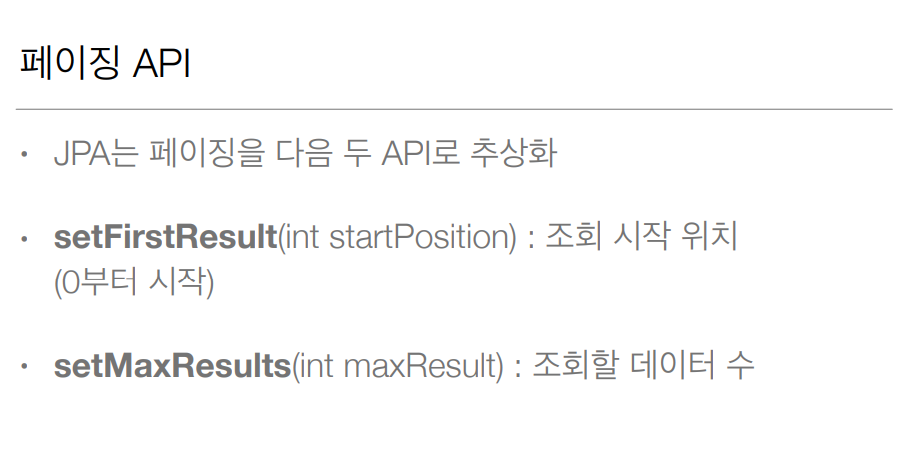 페이징 API
• JPA는 페이징을 다음 두 API로 추상화
• setFirstResult(int startPosition) : 조회 시작 위치
(0부터 시작)
• setMaxResults(int maxResult) : 조회할 데이터 수